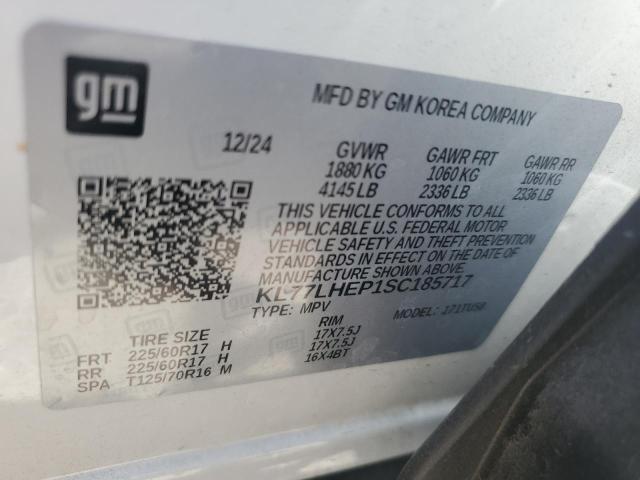 gm
MFD BY GM KOREA COMPANY
12/24 GVWR GAWR FRT GAWR RR
1880 KG 1060 KG 1060 KG
4145 LB 2336 LB 2336 LB
THIS VEHICLE CONFORMS TO ALL
APPLICABLE U.S. FEDERAL MOTOR
VEHICLE SAFETY AND THEFT PREVENTION
STANDARDS IN EFFECT ON THE DATE OF
MANUFACTURE SHOWN ABOVE.
KL77LHEP1SC185717
TYPE: MPV MODEL: 1TU58
TIRE SIZE RIM
FRT 225/60R17 H 17X7.5J
RR 225/60R17 H 17X7.5J
SPA T125/70R16 M 16X4BT